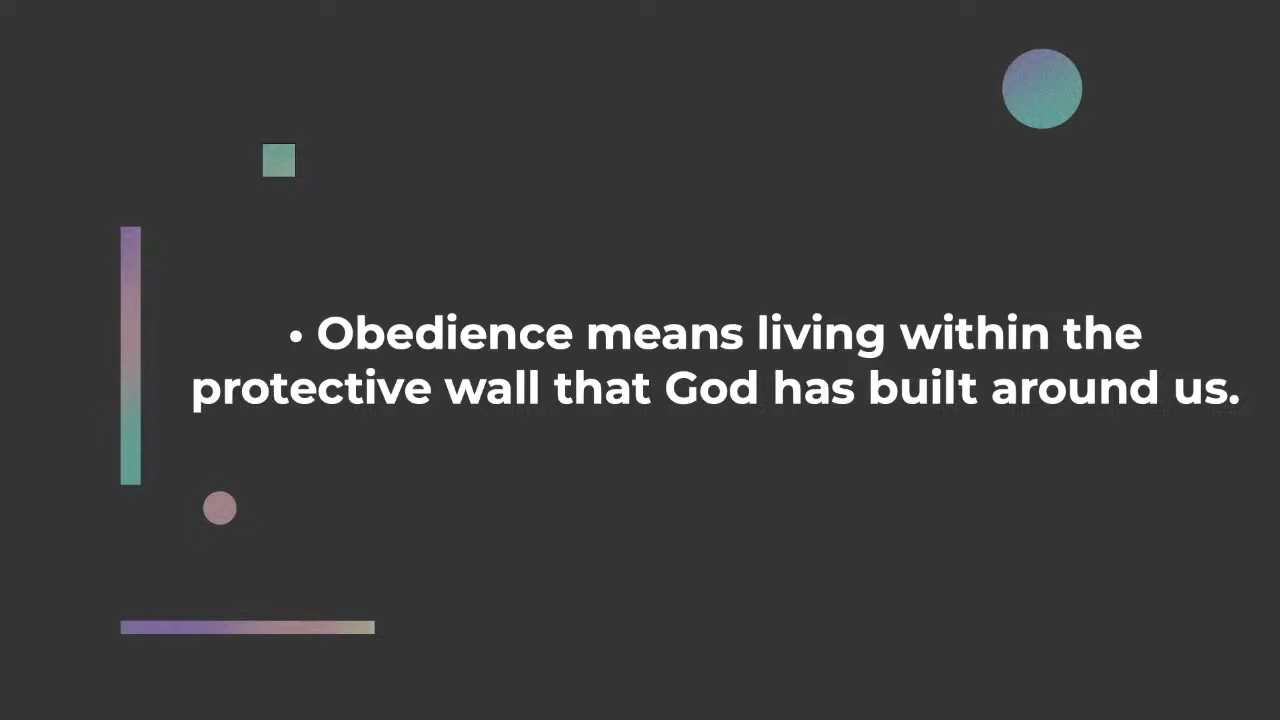 • Obedience means living within the
protective wall that God has built around us.